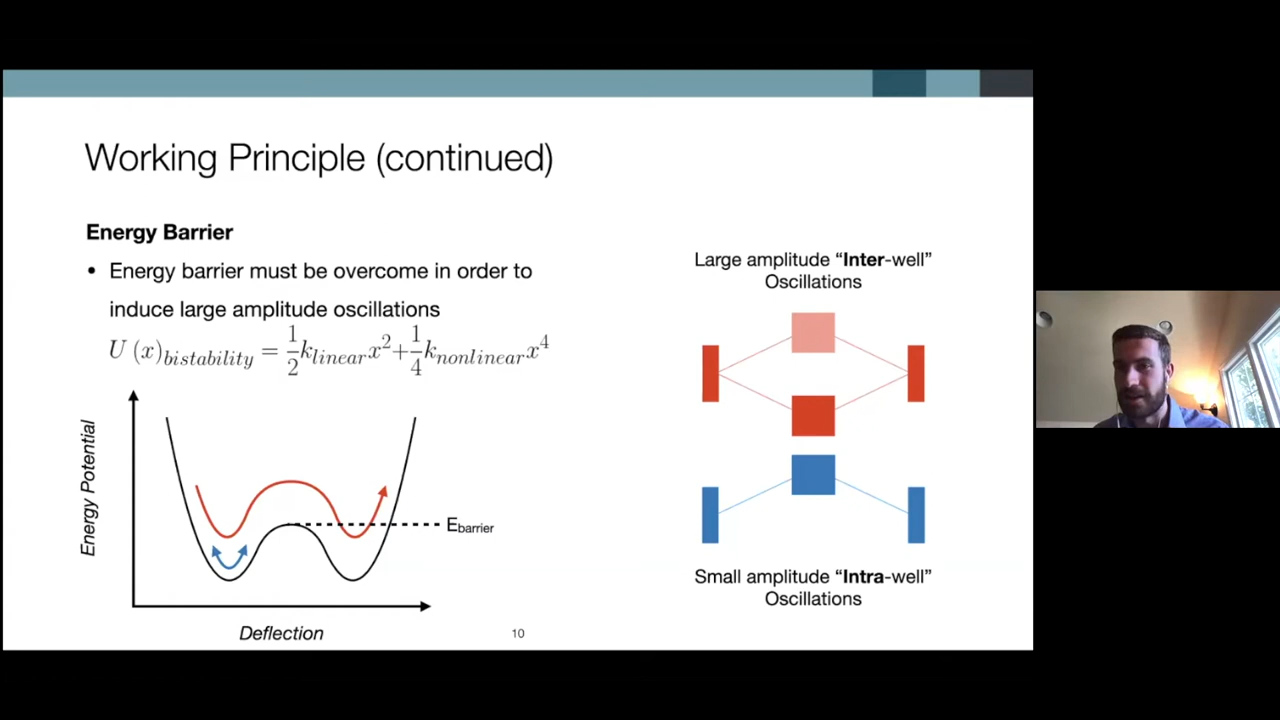 Working Principle (continued)
Energy Barrier
• Energy barrier must be overcome in order to
induce large amplitude oscillations
U (x)bistability = 1/2 klinear x² + 1/4 knonlinear x⁴
Energy Potential
Ebarrier
Deflection
Large amplitude “Inter-well”
Oscillations
Small amplitude “Intra-well”
Oscillations
10